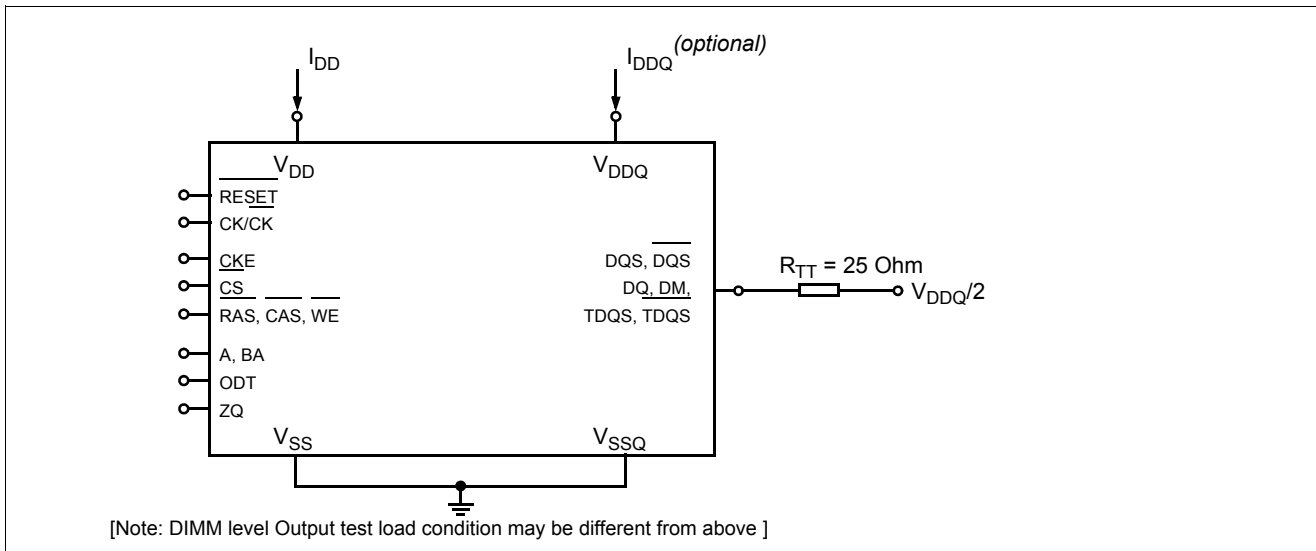 I_DD
I_DDQ (optional)
V_DD
V_DDQ
RESET
CK/CK
CKE
CS
RAS, CAS, WE
A, BA
ODT
ZQ
DQS, DQS
DQ, DM,
TDQS, TDQS
R_TT = 25 Ohm
V_DDQ/2
V_SS
V_SSQ
[Note: DIMM level Output test load condition may be different from above ]